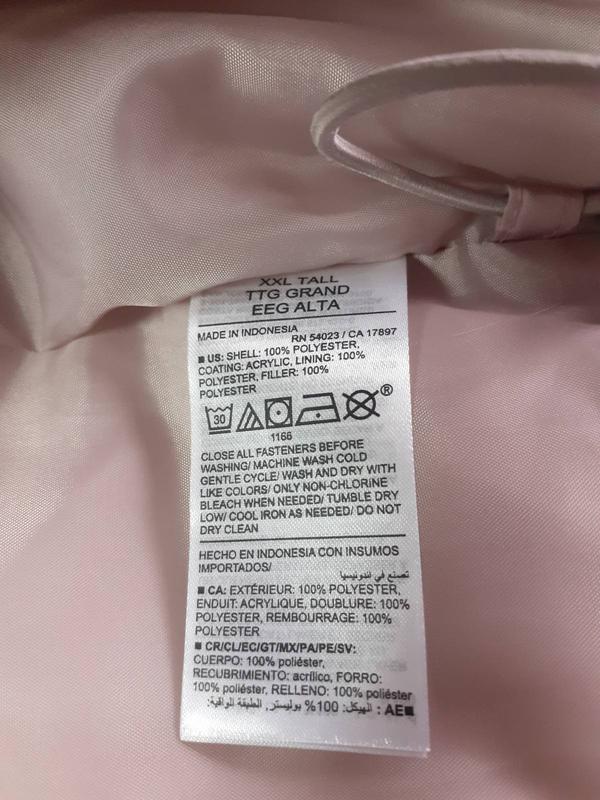 XXL TALL
TTG GRAND
EEG ALTA
MADE IN INDONESIA
RN 54023 / CA 17897
■ US: SHELL: 100% POLYESTER,
COATING: ACRYLIC, LINING: 100%
POLYESTER, FILLER: 100%
POLYESTER
30
®
1166
CLOSE ALL FASTENERS BEFORE
WASHING/ MACHINE WASH COLD
GENTLE CYCLE/ WASH AND DRY WITH
LIKE COLORS/ ONLY NON-CHLORINE
BLEACH WHEN NEEDED/ TUMBLE DRY
LOW/ COOL IRON AS NEEDED/ DO NOT
DRY CLEAN
HECHO EN INDONESIA CON INSUMOS
IMPORTADOS/
تصنع في اندونيسيا
■ CA: EXTÉRIEUR: 100% POLYESTER,
ENDUIT: ACRYLIQUE, DOUBLURE: 100%
POLYESTER, REMBOURRAGE: 100%
POLYESTER
■ CR/CL/EC/GT/MX/PA/PE/SV:
CUERPO: 100% poliéster,
RECUBRIMIENTO: acrílico, FORRO:
100% poliéster, RELLENO: 100% poliéster
■AE : الهيكل: 100% بوليستر, الطبقة الواقية: